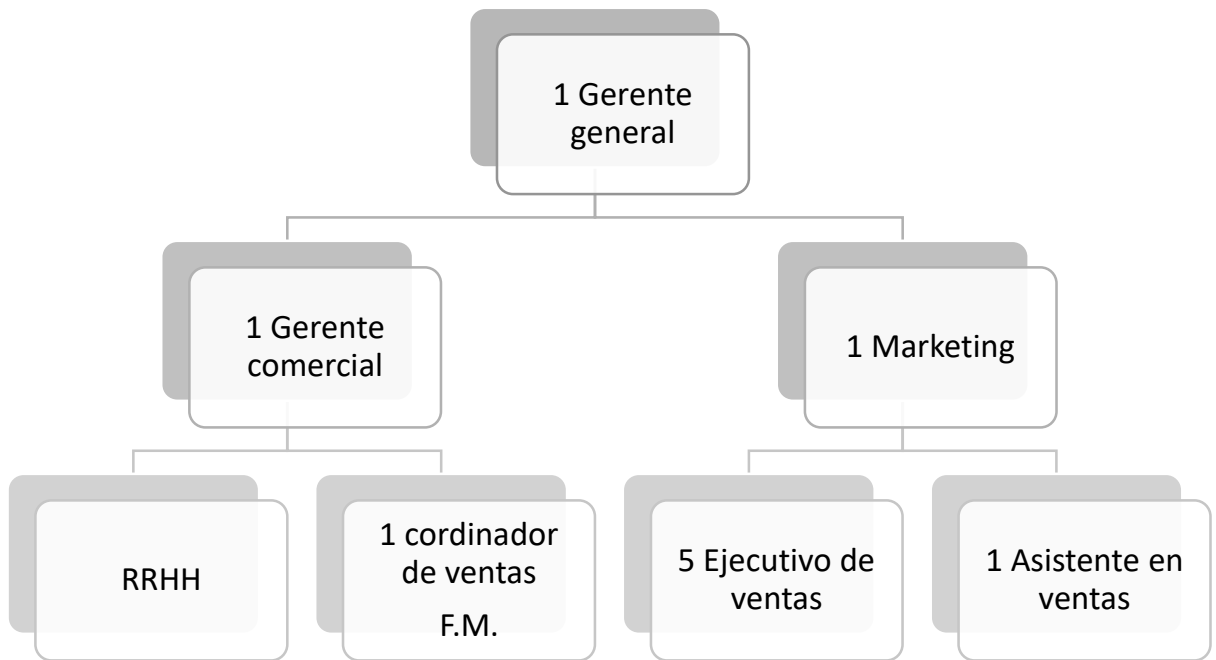 1 Gerente
general
1 Gerente
comercial
1 Marketing
RRHH
1 cordinador
de ventas
F.M.
5 Ejecutivo de
ventas
1 Asistente en
ventas